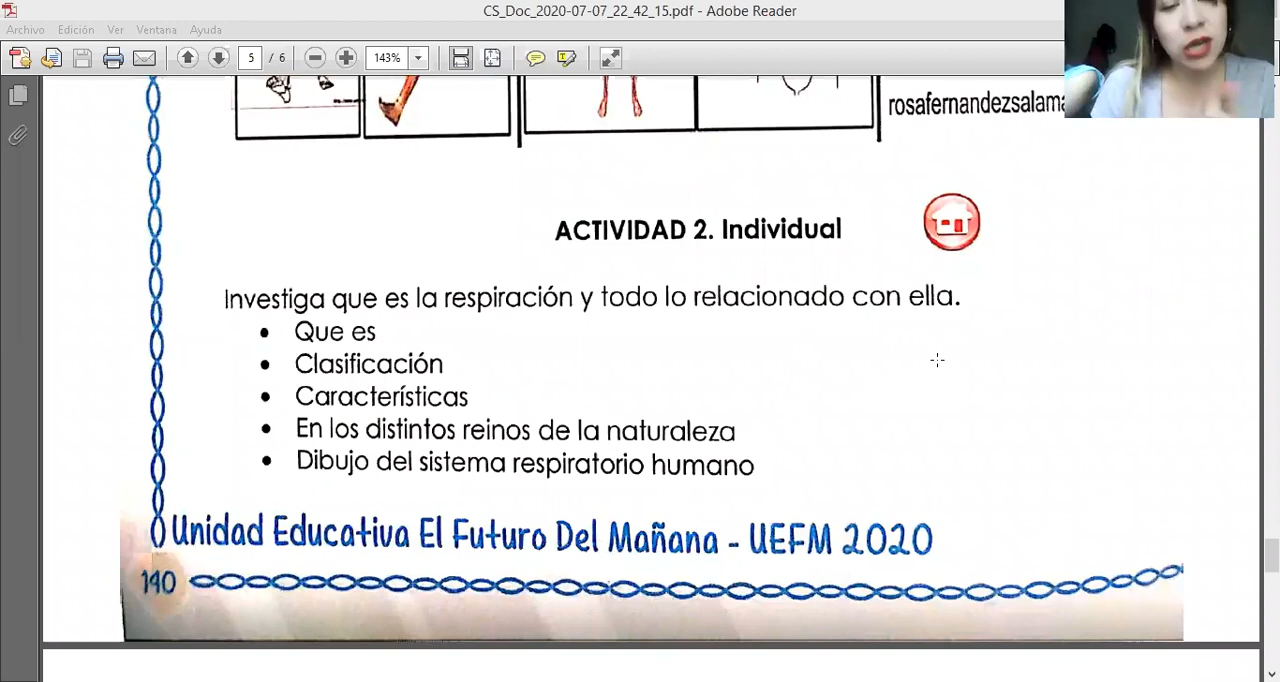 CS_Doc_2020-07-07_22_42_15.pdf - Adobe Reader
Archivo Edición Ver Ventana Ayuda
5 / 6 143%
rosafernandezsalama
ACTIVIDAD 2. Individual
Investiga que es la respiración y todo lo relacionado con ella.
• Que es
• Clasificación
• Características
• En los distintos reinos de la naturaleza
• Dibujo del sistema respiratorio humano
Unidad Educativa El Futuro Del Mañana - UEFM 2020
140